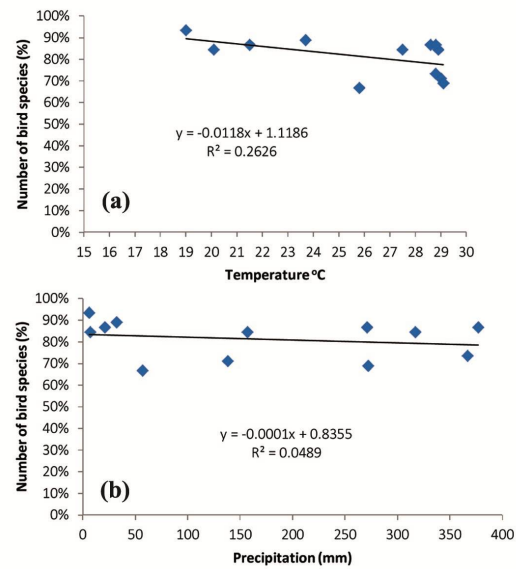 Number of bird species (%)
100%
90%
80%
70%
60%
50%
40%
30%
20%
10%
0%
y = -0.0118x + 1.1186
R² = 0.2626
(a)
15 16 17 18 19 20 21 22 23 24 25 26 27 28 29 30
Temperature ºC
Number of bird species (%)
100%
90%
80%
70%
60%
50%
40%
30%
20%
10%
0%
y = -0.0001x + 0.8355
R² = 0.0489
(b)
0 50 100 150 200 250 300 350 400
Precipitation (mm)